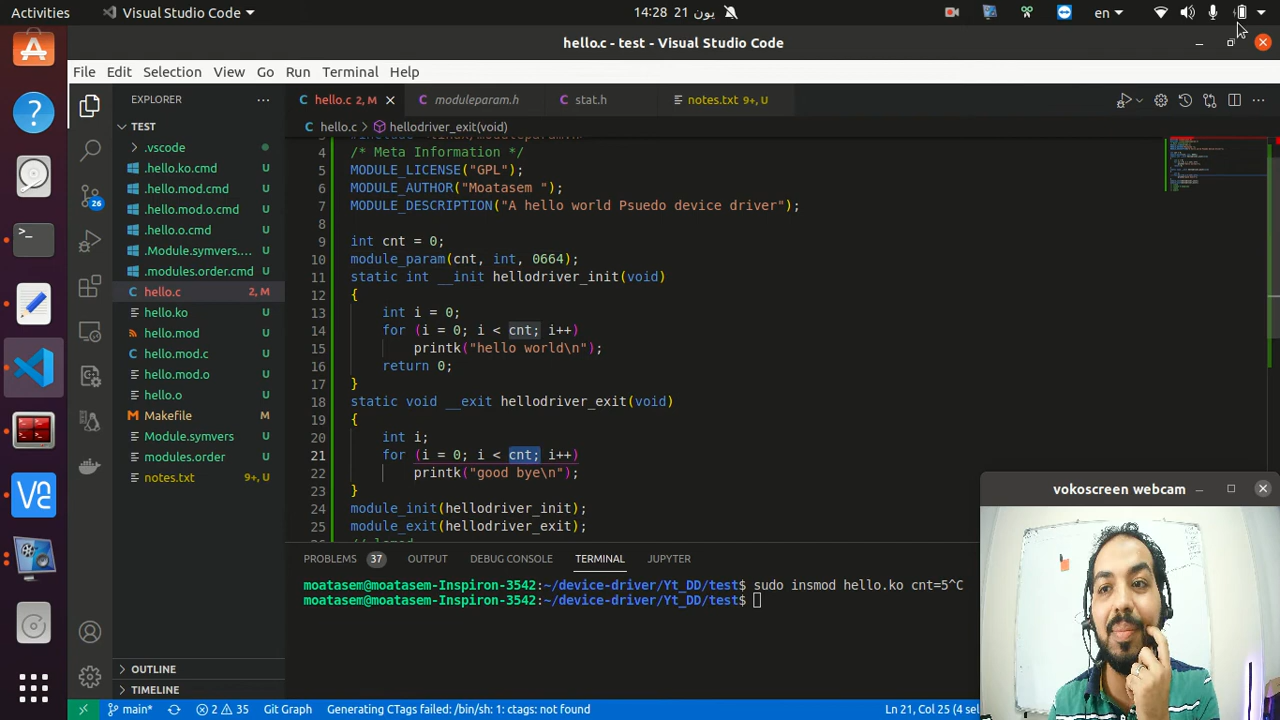 Activities
Visual Studio Code
14:28 21 يون
en
hello.c - test - Visual Studio Code
File Edit Selection View Go Run Terminal Help
EXPLORER
hello.c 2, M
moduleparam.h
stat.h
notes.txt 9+, U
TEST
hello.c
hellodriver_exit(void)
.vscode
.hello.ko.cmd U
.hello.mod.cmd U
.hello.mod.o.cmd U
.hello.o.cmd U
.Module.symvers.... U
.modules.order.cmd U
hello.c 2, M
hello.ko U
hello.mod U
hello.mod.c U
hello.mod.o U
hello.o U
Makefile M
Module.symvers U
modules.order U
notes.txt 9+, U
OUTLINE
TIMELINE
26
4 /* Meta Information */
5 MODULE_LICENSE("GPL");
6 MODULE_AUTHOR("Moatasem ");
7 MODULE_DESCRIPTION("A hello world Psuedo device driver");
8
9 int cnt = 0;
10 module_param(cnt, int, 0664);
11 static int __init hellodriver_init(void)
12 {
13 int i = 0;
14 for (i = 0; i < cnt; i++)
15 printk("hello world\n");
16 return 0;
17 }
18 static void __exit hellodriver_exit(void)
19 {
20 int i;
21 for (i = 0; i < cnt; i++)
22 printk("good bye\n");
23 }
24 module_init(hellodriver_init);
25 module_exit(hellodriver_exit);
PROBLEMS 37 OUTPUT DEBUG CONSOLE TERMINAL JUPYTER
moatasem@moatasem-Inspiron-3542:~/device-driver/Yt_DD/test$ sudo insmod hello.ko cnt=5^C
moatasem@moatasem-Inspiron-3542:~/device-driver/Yt_DD/test$
vokoscreen webcam
main* 2 35 Git Graph Generating CTags failed: /bin/sh: 1: ctags: not found Ln 21, Col 25 (4 sel